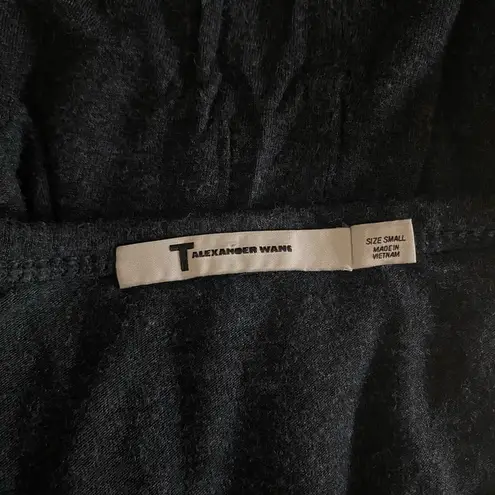 T ALEXANDER WANG
SIZE SMALL
MADE IN
VIETNAM